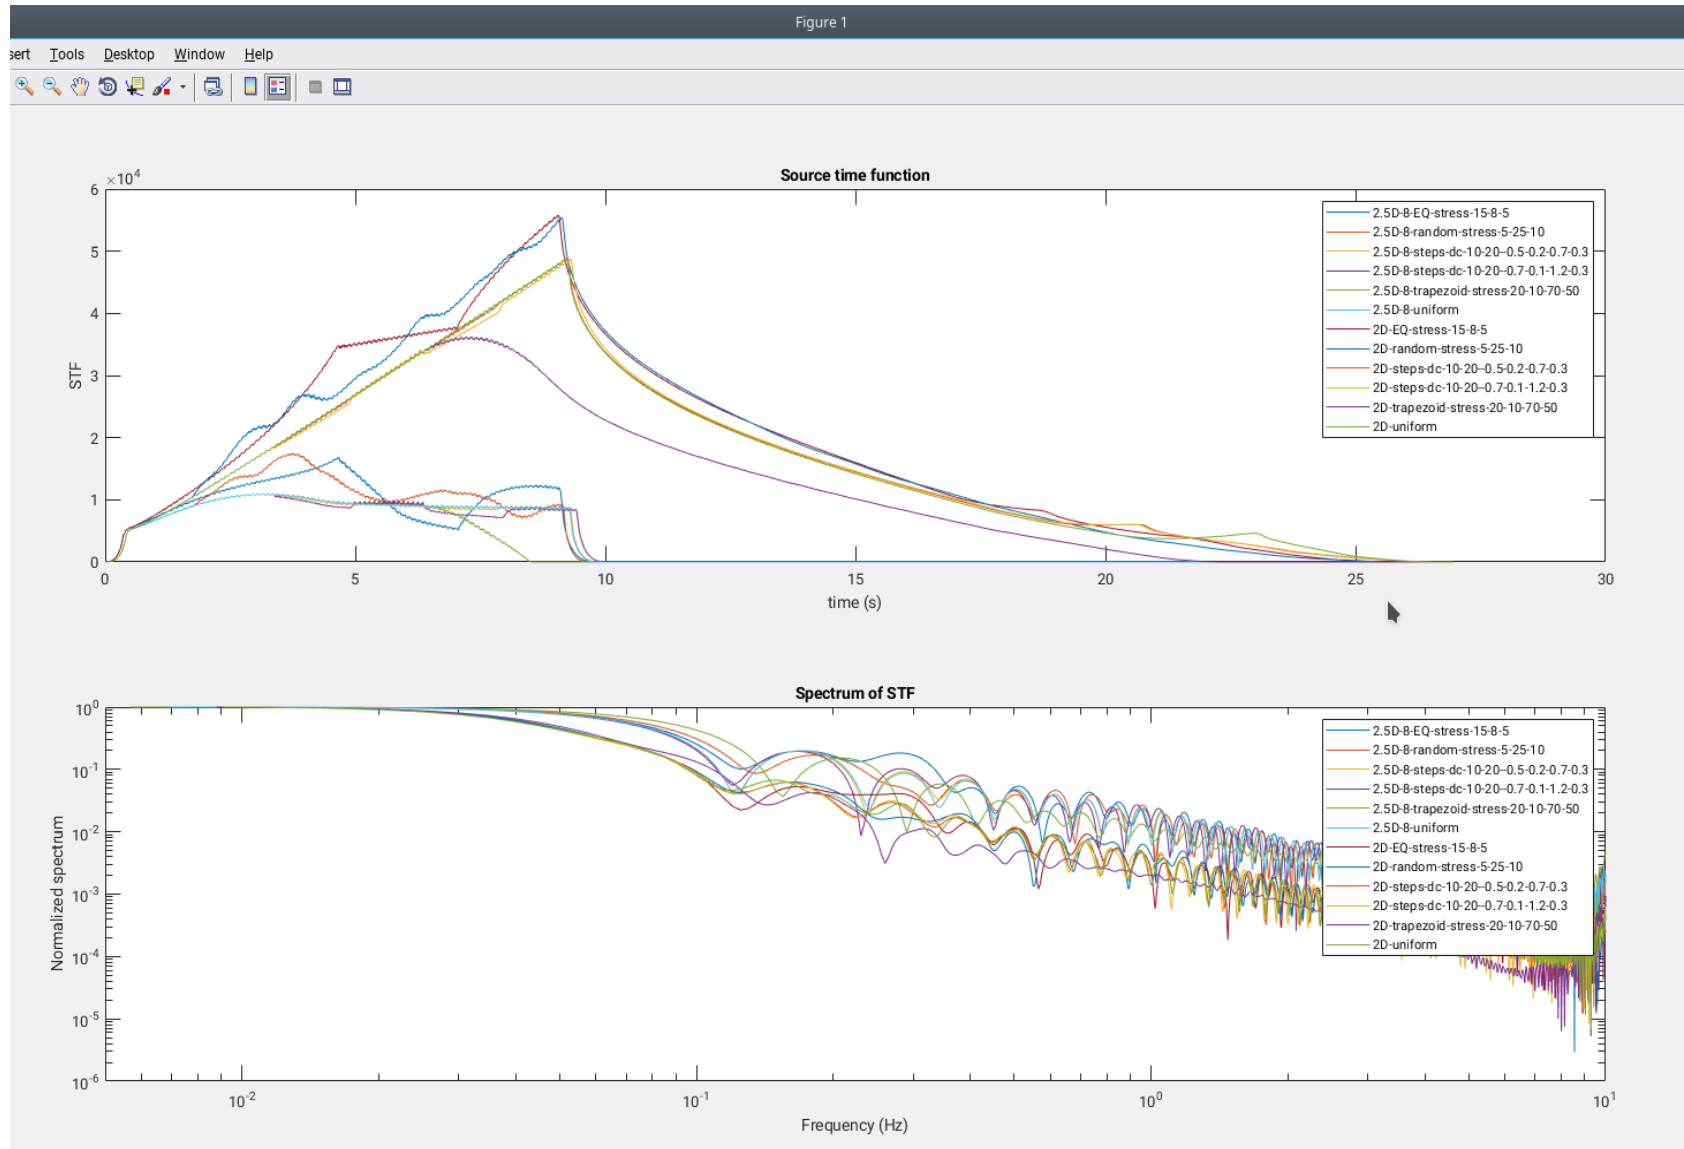 Figure 1
sert Tools Desktop Window Help
Source time function
×10⁴
6
5
4
3
2
1
0
STF
0 5 10 15 20 25 30
time (s)
2.5D-8-EQ-stress-15-8-5
2.5D-8-random-stress-5-25-10
2.5D-8-steps-dc-10-20--0.5-0.2-0.7-0.3
2.5D-8-steps-dc-10-20--0.7-0.1-1.2-0.3
2.5D-8-trapezoid-stress-20-10-70-50
2.5D-8-uniform
2D-EQ-stress-15-8-5
2D-random-stress-5-25-10
2D-steps-dc-10-20--0.5-0.2-0.7-0.3
2D-steps-dc-10-20--0.7-0.1-1.2-0.3
2D-trapezoid-stress-20-10-70-50
2D-uniform
Spectrum of STF
10⁰
10⁻¹
10⁻²
10⁻³
10⁻⁴
10⁻⁵
10⁻⁶
Normalized spectrum
10⁻² 10⁻¹ 10⁰ 10¹
Frequency (Hz)
2.5D-8-EQ-stress-15-8-5
2.5D-8-random-stress-5-25-10
2.5D-8-steps-dc-10-20--0.5-0.2-0.7-0.3
2.5D-8-steps-dc-10-20--0.7-0.1-1.2-0.3
2.5D-8-trapezoid-stress-20-10-70-50
2.5D-8-uniform
2D-EQ-stress-15-8-5
2D-random-stress-5-25-10
2D-steps-dc-10-20--0.5-0.2-0.7-0.3
2D-steps-dc-10-20--0.7-0.1-1.2-0.3
2D-trapezoid-stress-20-10-70-50
2D-uniform